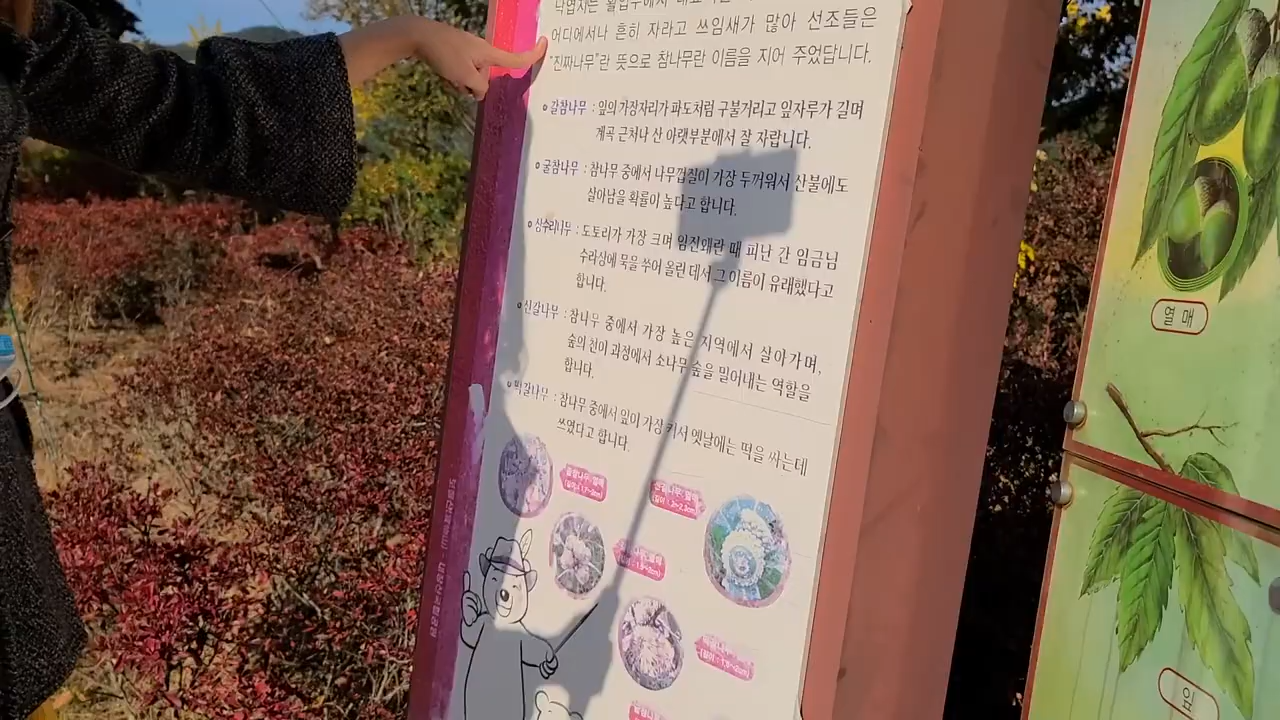 어디에서나 흔히 자라고 쓰임새가 많아 선조들은
"진짜나무"란 뜻으로 참나무란 이름을 지어 주었답니다.
갈참나무 : 잎의 가장자리가 파도처럼 구불거리고 잎자루가 길며
계곡 근처나 산 아랫부분에서 잘 자랍니다.
굴참나무 : 참나무 중에서 나무껍질이 가장 두꺼워서 산불에도
살아남을 확률이 높다고 합니다.
상수리나무 : 도토리가 가장 크며 임진왜란 때 피난 간 임금님
수라상에 묵을 쑤어 올린 데서 그 이름이 유래했다고
합니다.
신갈나무 : 참나무 중에서 가장 높은 지역에서 살아가며,
숲의 천이 과정에서 소나무 숲을 밀어내는 역할을
합니다.
떡갈나무 : 참나무 중에서 잎이 가장 커서 옛날에는 떡을 싸는데
쓰였다고 합니다.
열매
잎